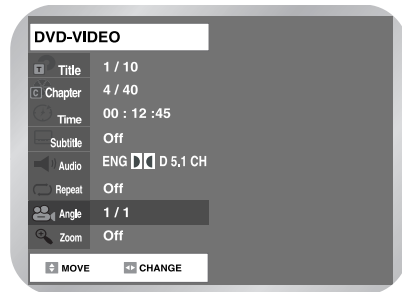 DVD-VIDEO
T Title 1 / 10
C Chapter 4 / 40
Time 00 : 12 :45
Subtitle Off
Audio ENG D 5.1 CH
Repeat Off
Angle 1 / 1
Zoom Off
MOVE CHANGE